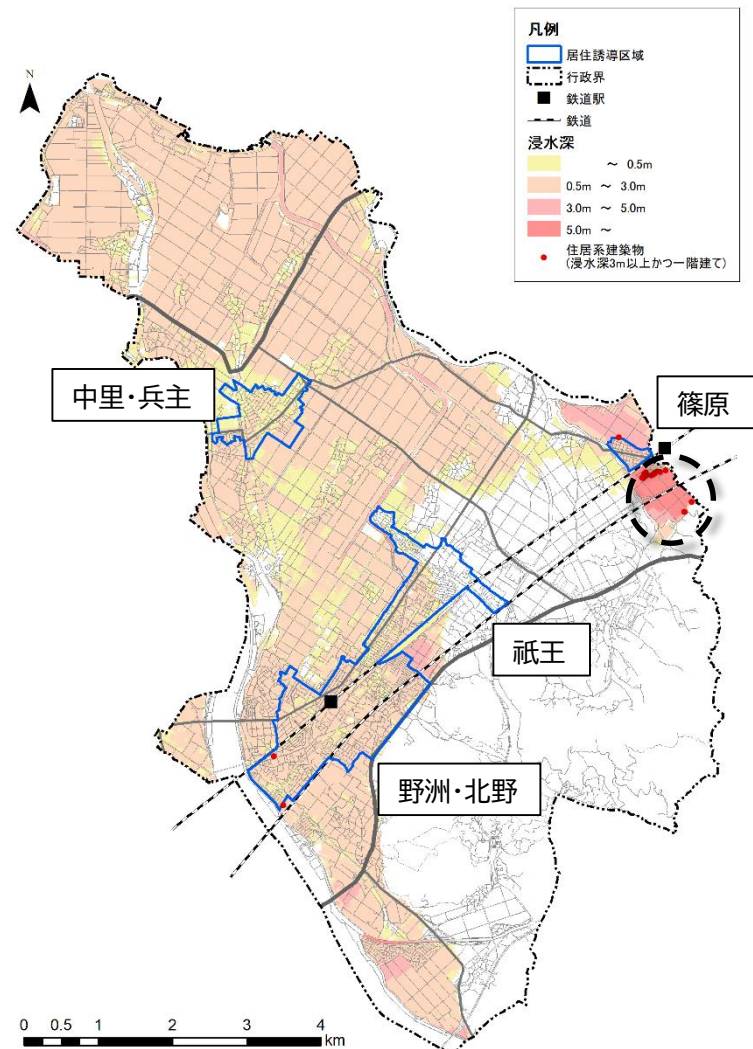 凡例
居住誘導区域
行政界
鉄道駅
鉄道
浸水深
～ 0.5m
0.5m ～ 3.0m
3.0m ～ 5.0m
5.0m ～
住居系建築物
(浸水深3m以上かつ一階建て)
N
中里・兵主
篠原
祇王
野洲・北野
0 0.5 1 2 3 4
km